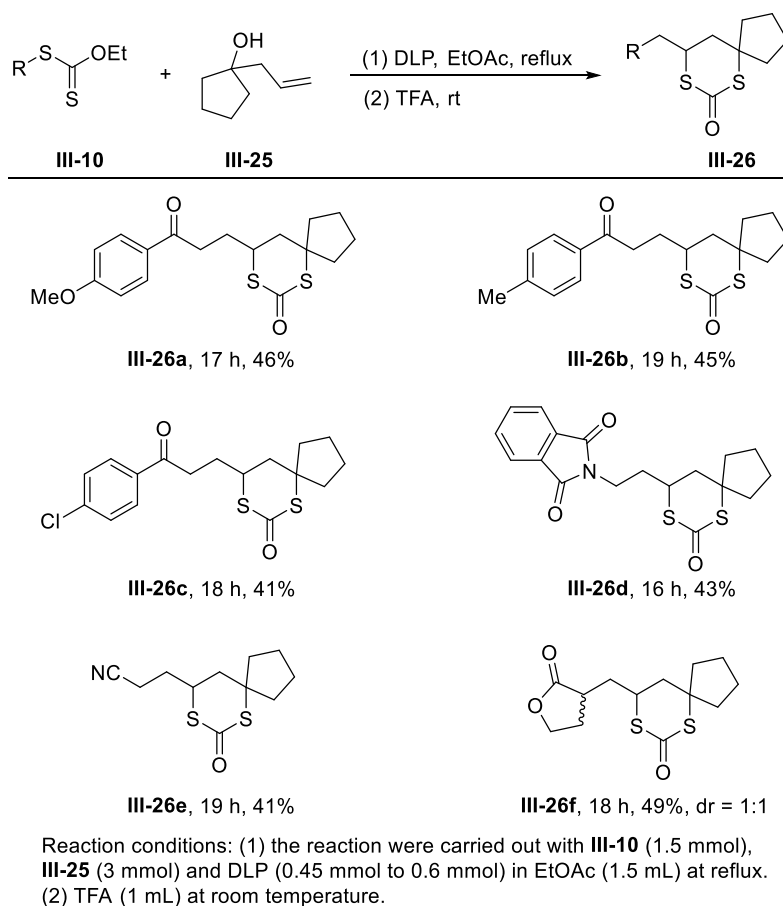 OH
R S OEt
S
+
(1) DLP, EtOAc, reflux
(2) TFA, rt
R
S S
O
III-10 III-25 III-26
O
MeO
S S
O
III-26a, 17 h, 46%
O
Me
S S
O
III-26b, 19 h, 45%
O
Cl
S S
O
III-26c, 18 h, 41%
O
N
O
S S
O
III-26d, 16 h, 43%
NC
S S
O
III-26e, 19 h, 41%
O
O
S S
O
III-26f, 18 h, 49%, dr = 1:1
Reaction conditions: (1) the reaction were carried out with III-10 (1.5 mmol),
III-25 (3 mmol) and DLP (0.45 mmol to 0.6 mmol) in EtOAc (1.5 mL) at reflux.
(2) TFA (1 mL) at room temperature.